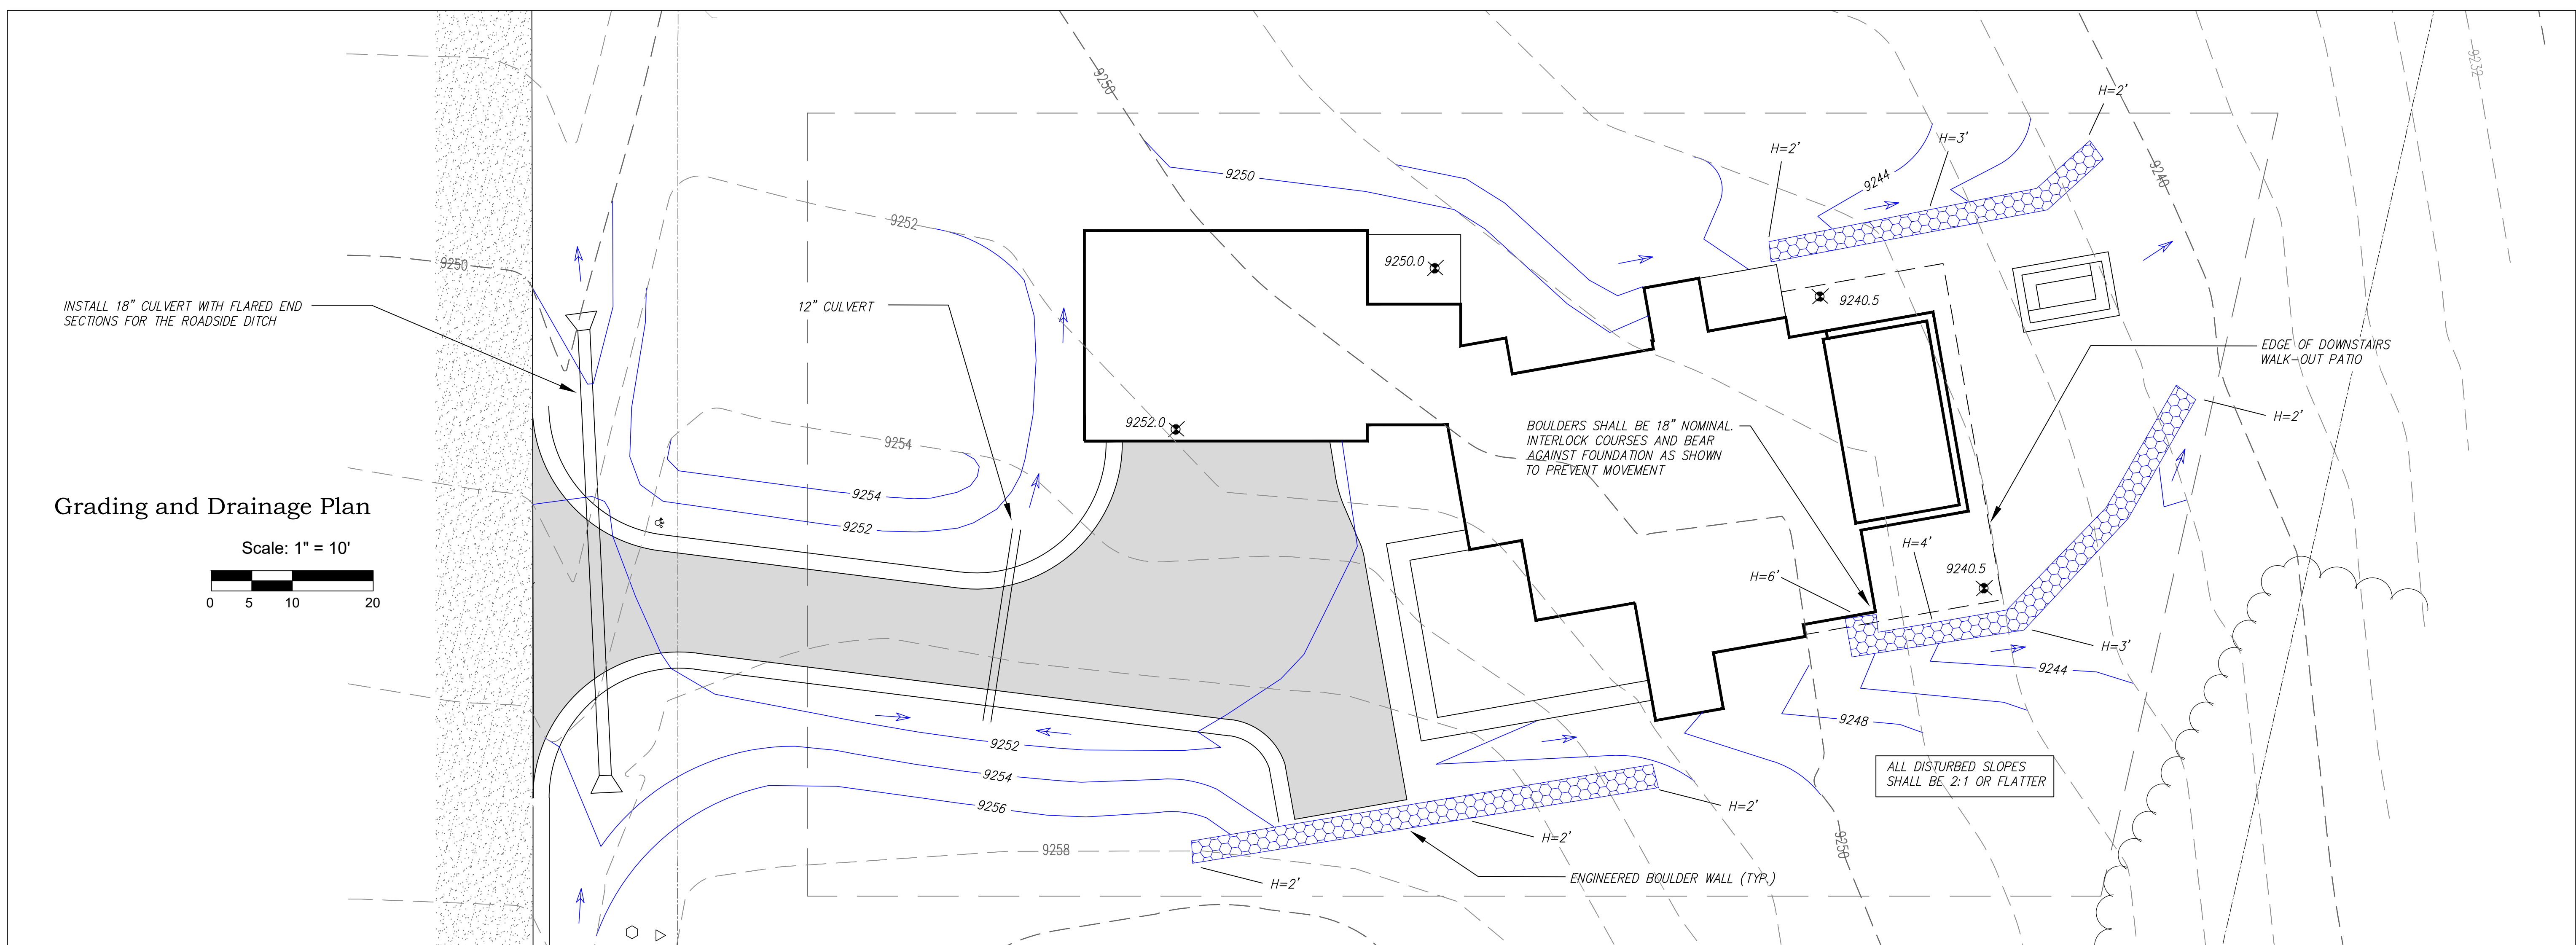 9232
9250
H=2'
H=3'
H=2'
9250
9244
9240
9252
9250.0
9250
9240.5
INSTALL 18" CULVERT WITH FLARED END
SECTIONS FOR THE ROADSIDE DITCH
12" CULVERT
EDGE OF DOWNSTAIRS
WALK-OUT PATIO
9252.0
H=2'
BOULDERS SHALL BE 18" NOMINAL.
INTERLOCK COURSES AND BEAR
AGAINST FOUNDATION AS SHOWN
TO PREVENT MOVEMENT
9254
9254
9252
Grading and Drainage Plan
Scale: 1" = 10'
0 5 10 20
H=4'
9240.5
H=6'
H=3'
9244
9248
9252
9254
9256
ALL DISTURBED SLOPES
SHALL BE 2:1 OR FLATTER
H=2'
H=2'
9250
9258
ENGINEERED BOULDER WALL (TYP.)
H=2'